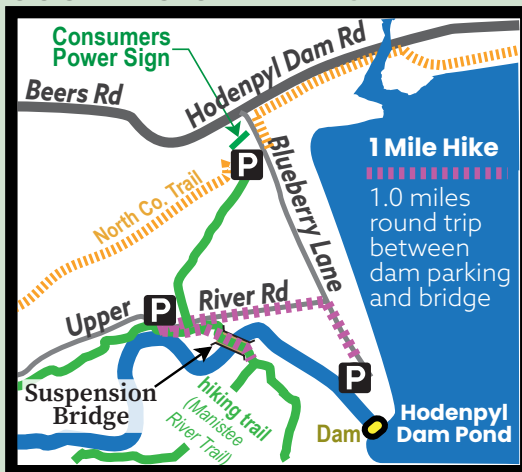 Consumers
Power Sign
Hodenpyl Dam Rd
Beers Rd
P
North Co. Trail
Blueberry Lane
1 Mile Hike
1.0 miles
round trip
between
dam parking
and bridge
P
Upper River Rd
P
Suspension
Bridge
hiking trail
(Manistee
River Trail)
Dam
Hodenpyl
Dam Pond